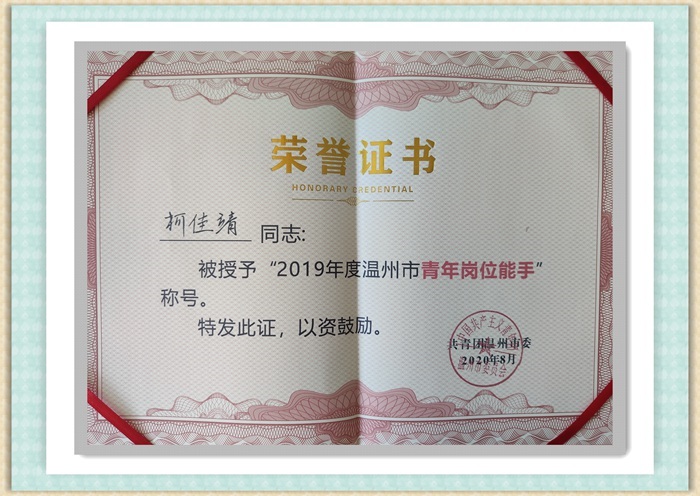 荣誉证书
HONDRARY CREDENTIAL
柯佳靖 同志:
被授予“2019年度温州市青年岗位能手”
称号。
特发此证，以资鼓励。
共青团温州市委
2020年8月